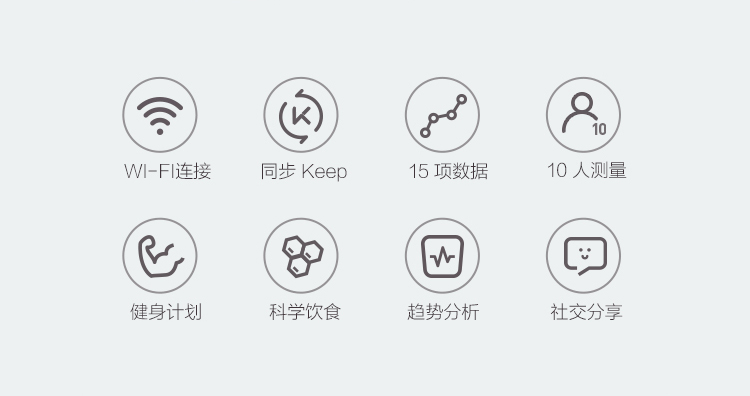 K
10
WI-FI连接
同步 Keep
15 项数据
10 人测量
健身计划
科学饮食
趋势分析
社交分享